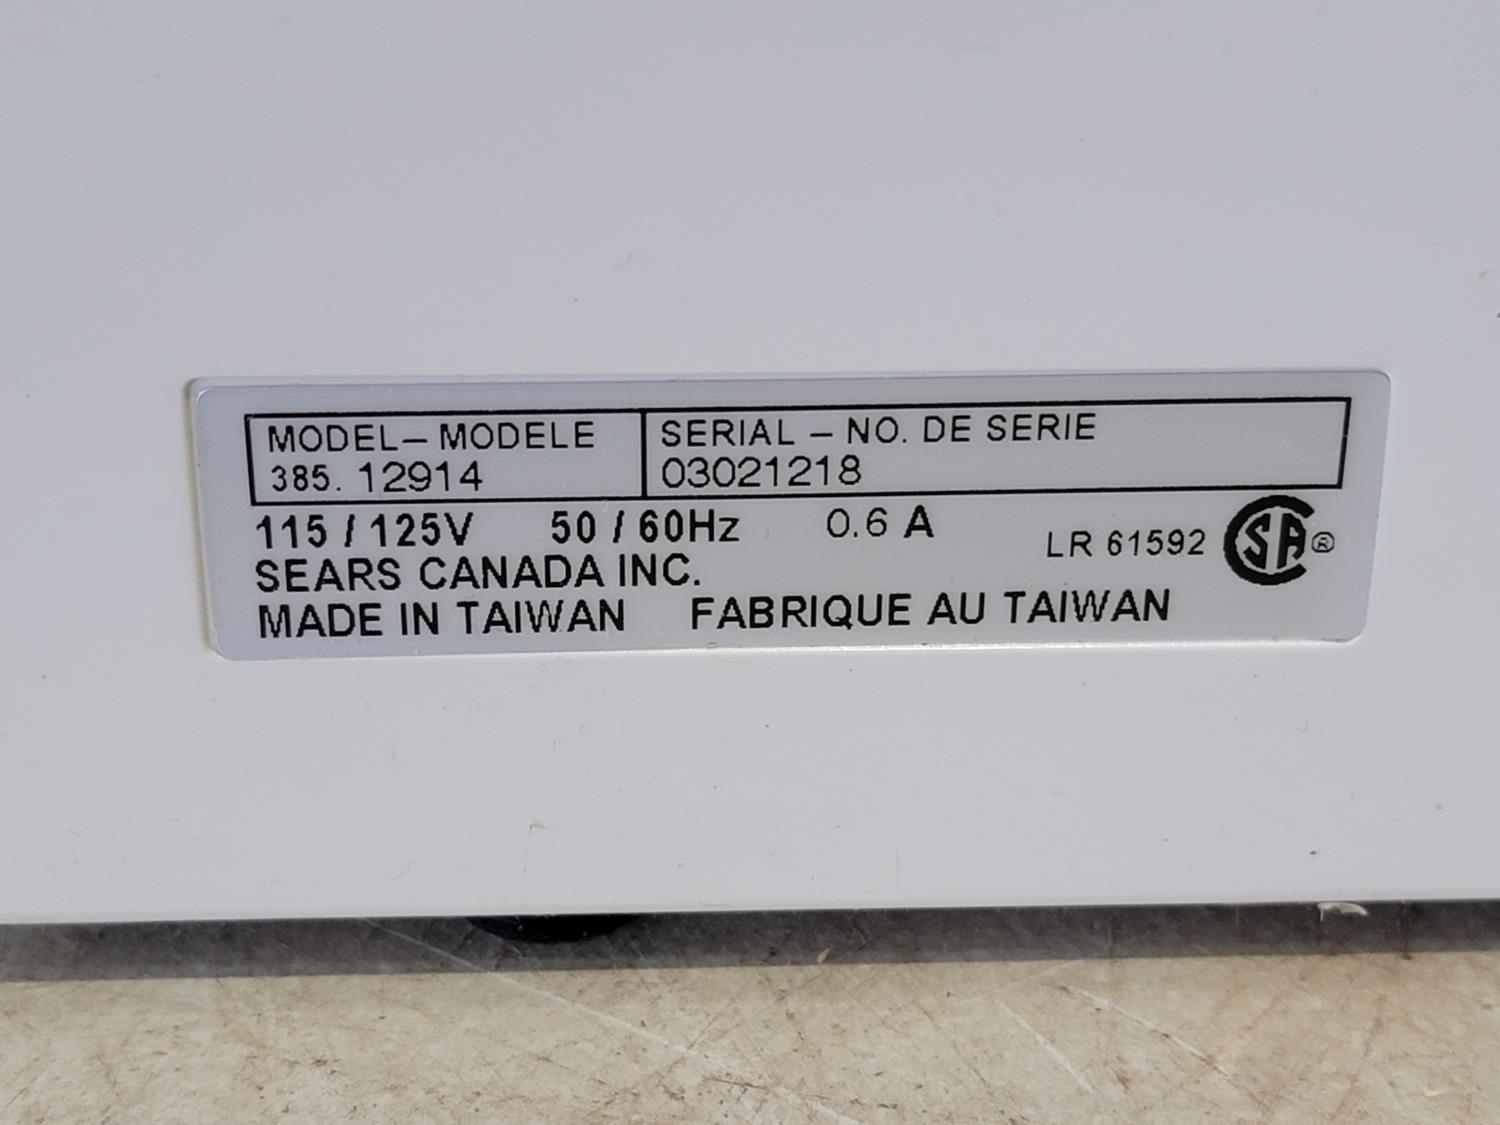 MODEL – MODELE
385. 12914
SERIAL – NO. DE SERIE
03021218
115 / 125V 50 / 60Hz 0.6 A
LR 61592 SA ®
SEARS CANADA INC.
MADE IN TAIWAN FABRIQUE AU TAIWAN